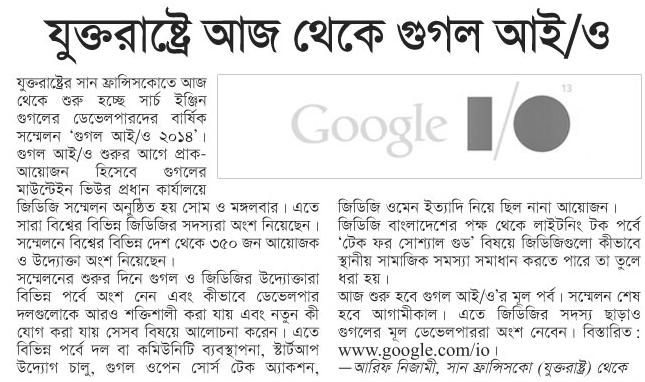 যুক্তরাষ্ট্রে আজ থেকে গুগল আই/ও
যুক্তরাষ্ট্রের সান ফ্রান্সিসকোতে আজ
থেকে শুরু হচ্ছে সার্চ ইঞ্জিন
গুগলের ডেভেলপারদের বার্ষিক
সম্মেলন ‘গুগল আই/ও ২০১৪’।
গুগল আই/ও শুরুর আগে প্রাক-
আয়োজন হিসেবে গুগলের
মাউন্টেইন ভিউর প্রধান কার্যালয়ে
জিডিজি সম্মেলন অনুষ্ঠিত হয় সোম ও মঙ্গলবার। এতে
সারা বিশ্বের বিভিন্ন জিডিজির সদস্যরা অংশ নিয়েছেন।
সম্মেলনে বিশ্বের বিভিন্ন দেশ থেকে ৩৫০ জন আয়োজক
ও উদ্যোক্তা অংশ নিয়েছেন।
সম্মেলনের শুরুর দিনে গুগল ও জিডিজির উদ্যোক্তারা
বিভিন্ন পর্বে অংশ নেন এবং কীভাবে ডেভেলপার
দলগুলোকে আরও শক্তিশালী করা যায় এবং নতুন কী
যোগ করা যায় সেসব বিষয়ে আলোচনা করেন। এতে
বিভিন্ন পর্বে দল বা কমিউনিটি ব্যবস্থাপনা, স্টার্টআপ
উদ্যোগ চালু, গুগল ওপেন সোর্স টেক অ্যাকশন,
Google I/O 13
জিডিজি ওমেন ইত্যাদি নিয়ে ছিল নানা আয়োজন।
জিডিজি বাংলাদেশের পক্ষ থেকে লাইটনিং টক পর্বে
‘টেক ফর সোশ্যাল গুড’ বিষয়ে জিডিজিগুলো কীভাবে
স্থানীয় সামাজিক সমস্যা সমাধান করতে পারে তা তুলে
ধরা হয়।
আজ শুরু হবে গুগল আই/ও’র মূল পর্ব। সম্মেলন শেষ
হবে আগামীকাল। এতে জিডিজির সদস্য ছাড়াও
গুগলের মূল ডেভেলপাররা অংশ নেবেন। বিস্তারিত :
www.google.com/io।
—আরিফ নিজামী, সান ফ্রান্সিসকো (যুক্তরাষ্ট্র) থেকে